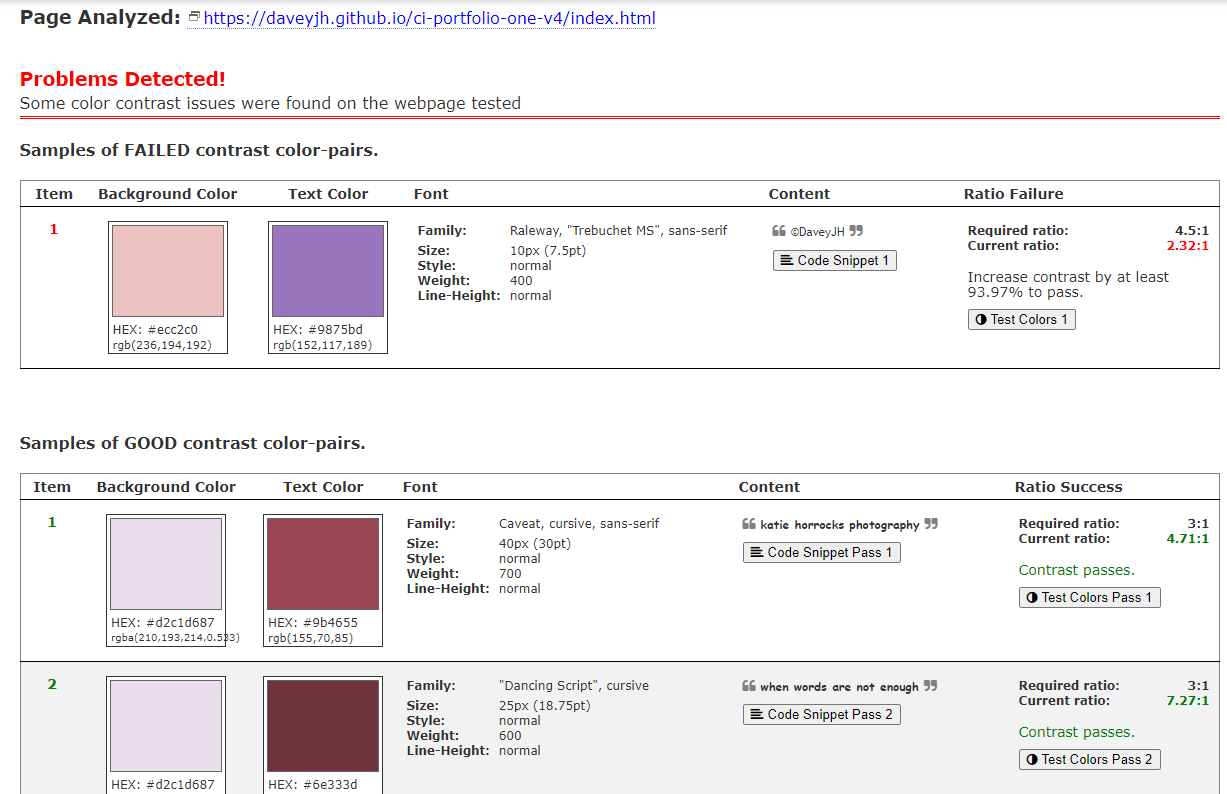 Page Analyzed: https://daveyjh.github.io/ci-portfolio-one-v4/index.html
Problems Detected!
Some color contrast issues were found on the webpage tested
Samples of FAILED contrast color-pairs.
Item Background Color Text Color Font Content Ratio Failure
1
HEX: #ecc2c0
rgb(236,194,192)
HEX: #9875bd
rgb(152,117,189)
Family: Raleway, "Trebuchet MS", sans-serif
Size: 10px (7.5pt)
Style: normal
Weight: 400
Line-Height: normal
❝ ©DaveyJH ❞
Code Snippet 1
Required ratio: 4.5:1
Current ratio: 2.32:1
Increase contrast by at least
93.97% to pass.
Test Colors 1
Samples of GOOD contrast color-pairs.
Item Background Color Text Color Font Content Ratio Success
1
HEX: #d2c1d687
rgba(210,193,214,0.533)
HEX: #9b4655
rgb(155,70,85)
Family: Caveat, cursive, sans-serif
Size: 40px (30pt)
Style: normal
Weight: 700
Line-Height: normal
❝ katie horrocks photography ❞
Code Snippet Pass 1
Required ratio: 3:1
Current ratio: 4.71:1
Contrast passes.
Test Colors Pass 1
2
HEX: #d2c1d687
HEX: #6e333d
Family: "Dancing Script", cursive
Size: 25px (18.75pt)
Style: normal
Weight: 600
Line-Height: normal
❝ when words are not enough ❞
Code Snippet Pass 2
Required ratio: 3:1
Current ratio: 7.27:1
Contrast passes.
Test Colors Pass 2